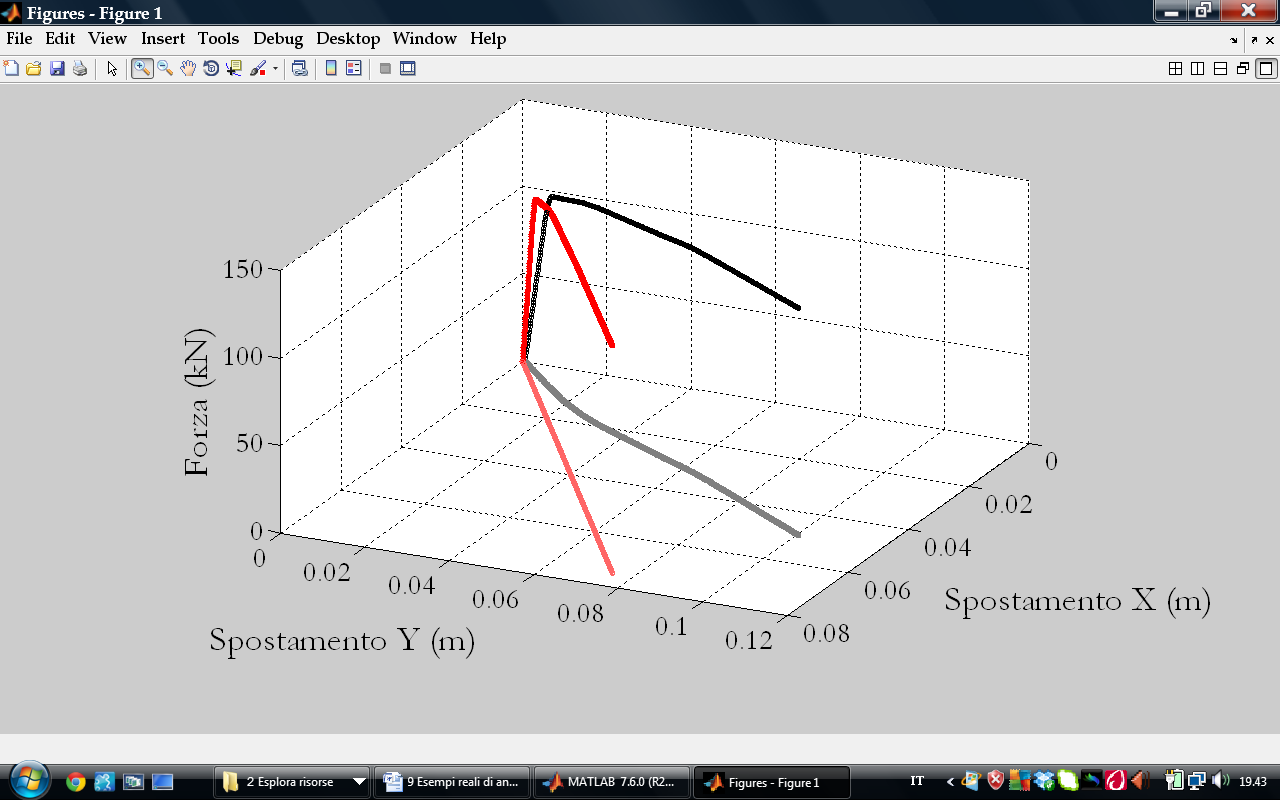 Figures - Figure 1
File Edit View Insert Tools Debug Desktop Window Help
150
100
50
0
Forza (kN)
0
0.02
0.04
0.06
0.08
0.1
0.12
Spostamento Y (m)
0
0.02
0.04
0.06
0.08
Spostamento X (m)
2 Esplora risorse
9 Esempi reali di an...
MATLAB 7.6.0 (R2...
Figures - Figure 1
IT
19.43